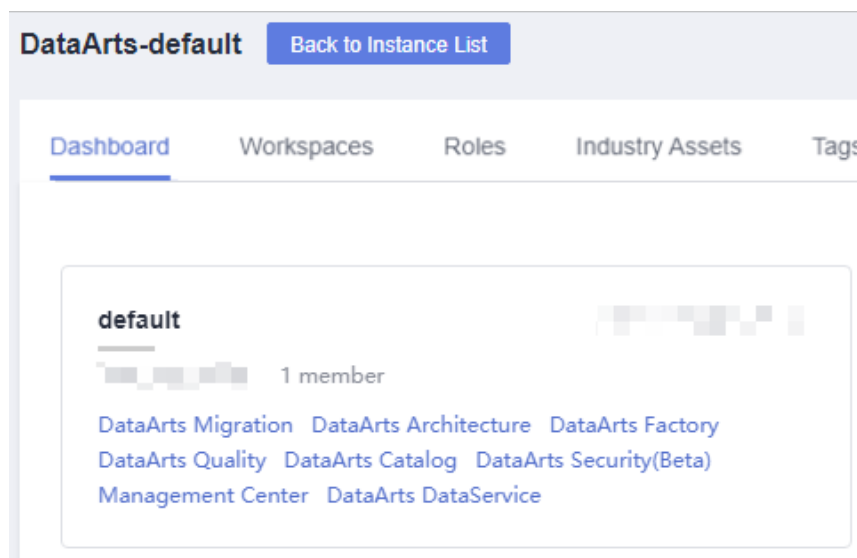 DataArts-default Back to Instance List
Dashboard Workspaces Roles Industry Assets Tags
default
1 member
DataArts Migration DataArts Architecture DataArts Factory
DataArts Quality DataArts Catalog DataArts Security(Beta)
Management Center DataArts DataService